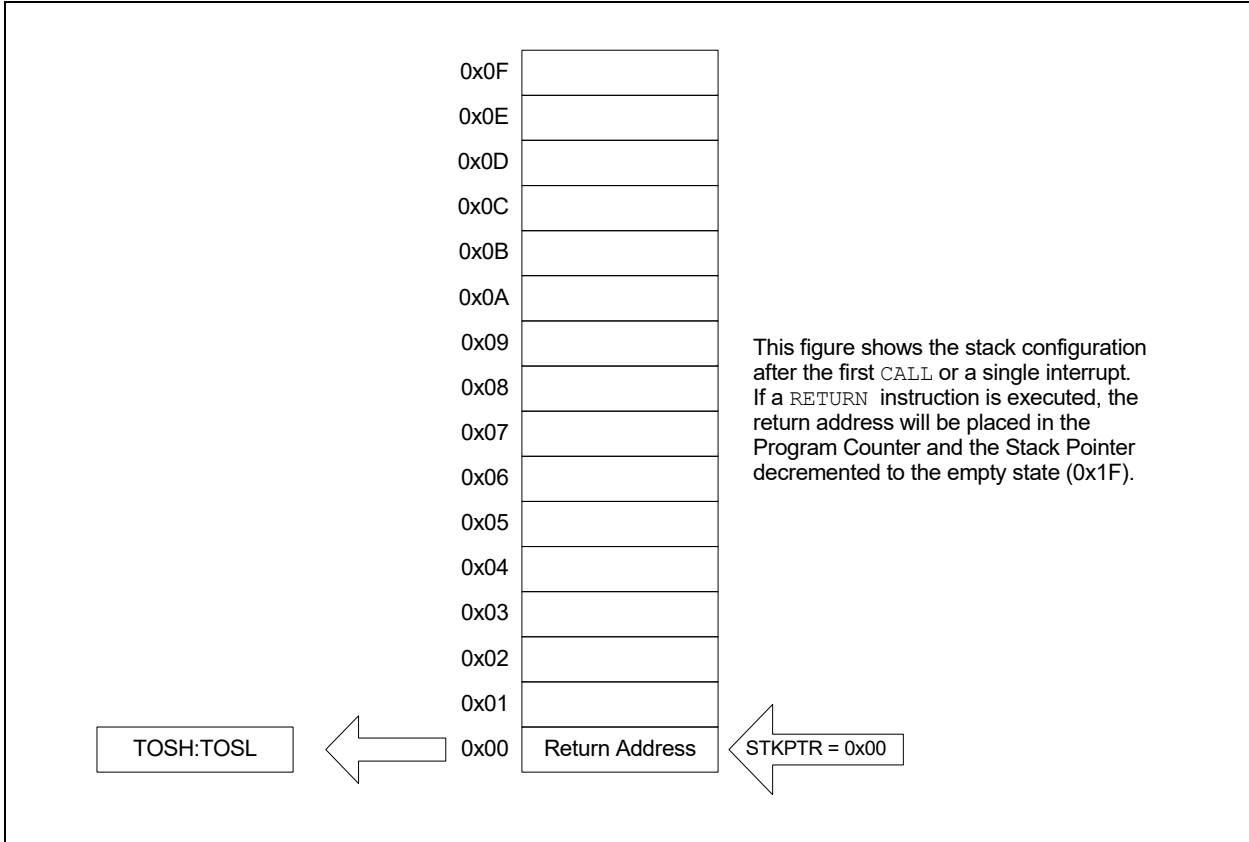 0x0F
0x0E
0x0D
0x0C
0x0B
0x0A
0x09
0x08
0x07
0x06
0x05
0x04
0x03
0x02
0x01
This figure shows the stack configuration
after the first CALL or a single interrupt.
If a RETURN instruction is executed, the
return address will be placed in the
Program Counter and the Stack Pointer
decremented to the empty state (0x1F).
TOSH:TOSL 0x00 Return Address STKPTR = 0x00